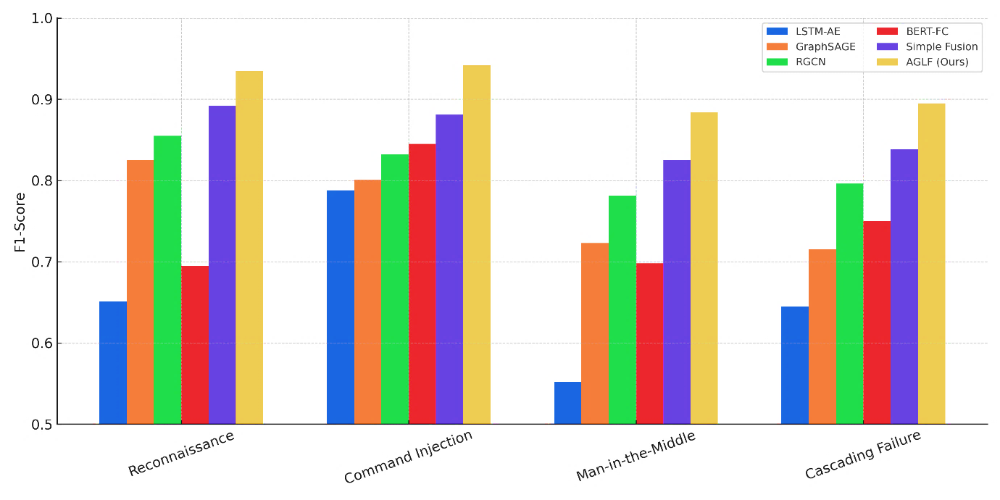 1.0
0.9
0.8
0.7
0.6
0.5
F1-Score
LSTM-AE
GraphSAGE
RGCN
BERT-FC
Simple Fusion
AGLF (Ours)
Reconnaissance
Command Injection
Man-in-the-Middle
Cascading Failure